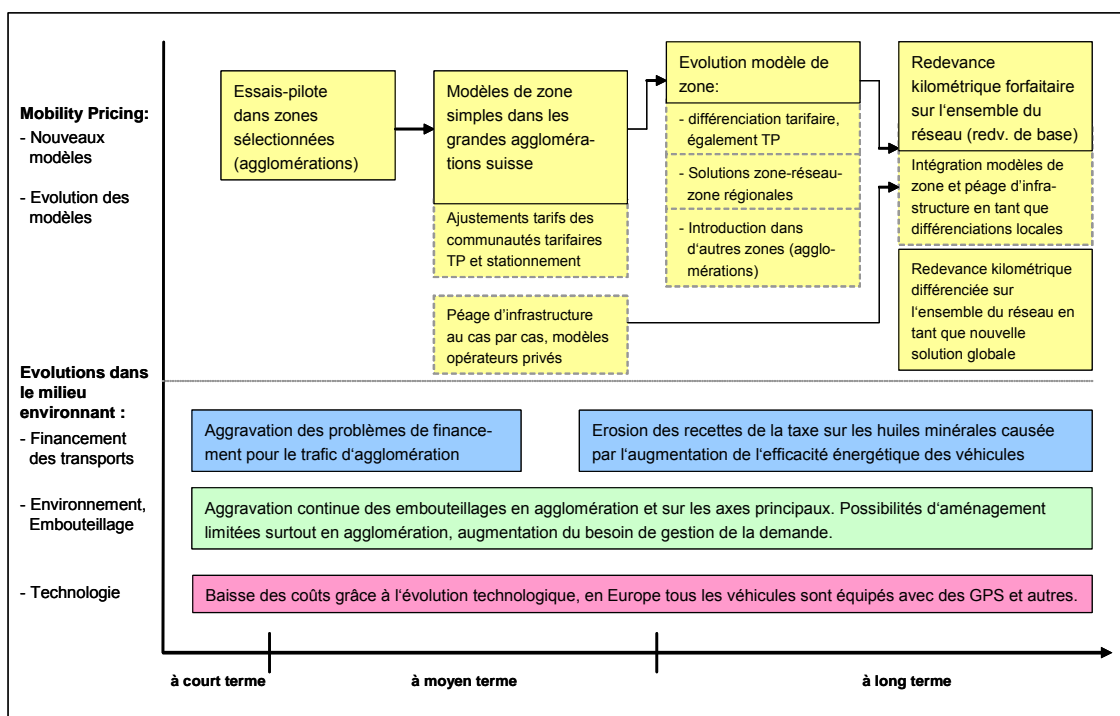 Mobility Pricing:
- Nouveaux
modèles
- Evolution des
modèles
Essais-pilote
dans zones
sélectionnées
(agglomérations)
Modèles de zone
simples dans les
grandes aggloméra-
tions suisse
Ajustements tarifs des
communautés tarifaires
TP et stationnement
Péage d‘infrastructure
au cas par cas, modèles
opérateurs privés
Evolution modèle de
zone:
- différenciation tarifaire,
également TP
- Solutions zone-réseau-
zone régionales
- Introduction dans
d‘autres zones (agglo-
mérations)
Redevance
kilométrique forfaitaire
sur l‘ensemble du
réseau (redv. de base)
Intégration modèles de
zone et péage d‘infra-
structure en tant que
différenciations locales
Redevance kilométrique
différenciée sur
l‘ensemble du réseau en
tant que nouvelle
solution globale
Evolutions dans
le milieu
environnant :
- Financement
des transports
Aggravation des problèmes de finance-
ment pour le trafic d‘agglomération
Erosion des recettes de la taxe sur les huiles minérales causée
par l‘augmentation de l‘efficacité énergétique des véhicules
- Environnement,
Embouteillage
Aggravation continue des embouteillages en agglomération et sur les axes principaux. Possibilités d‘aménagement
limitées surtout en agglomération, augmentation du besoin de gestion de la demande.
- Technologie
Baisse des coûts grâce à l‘évolution technologique, en Europe tous les véhicules sont équipés avec des GPS et autres.
à court terme
à moyen terme
à long terme